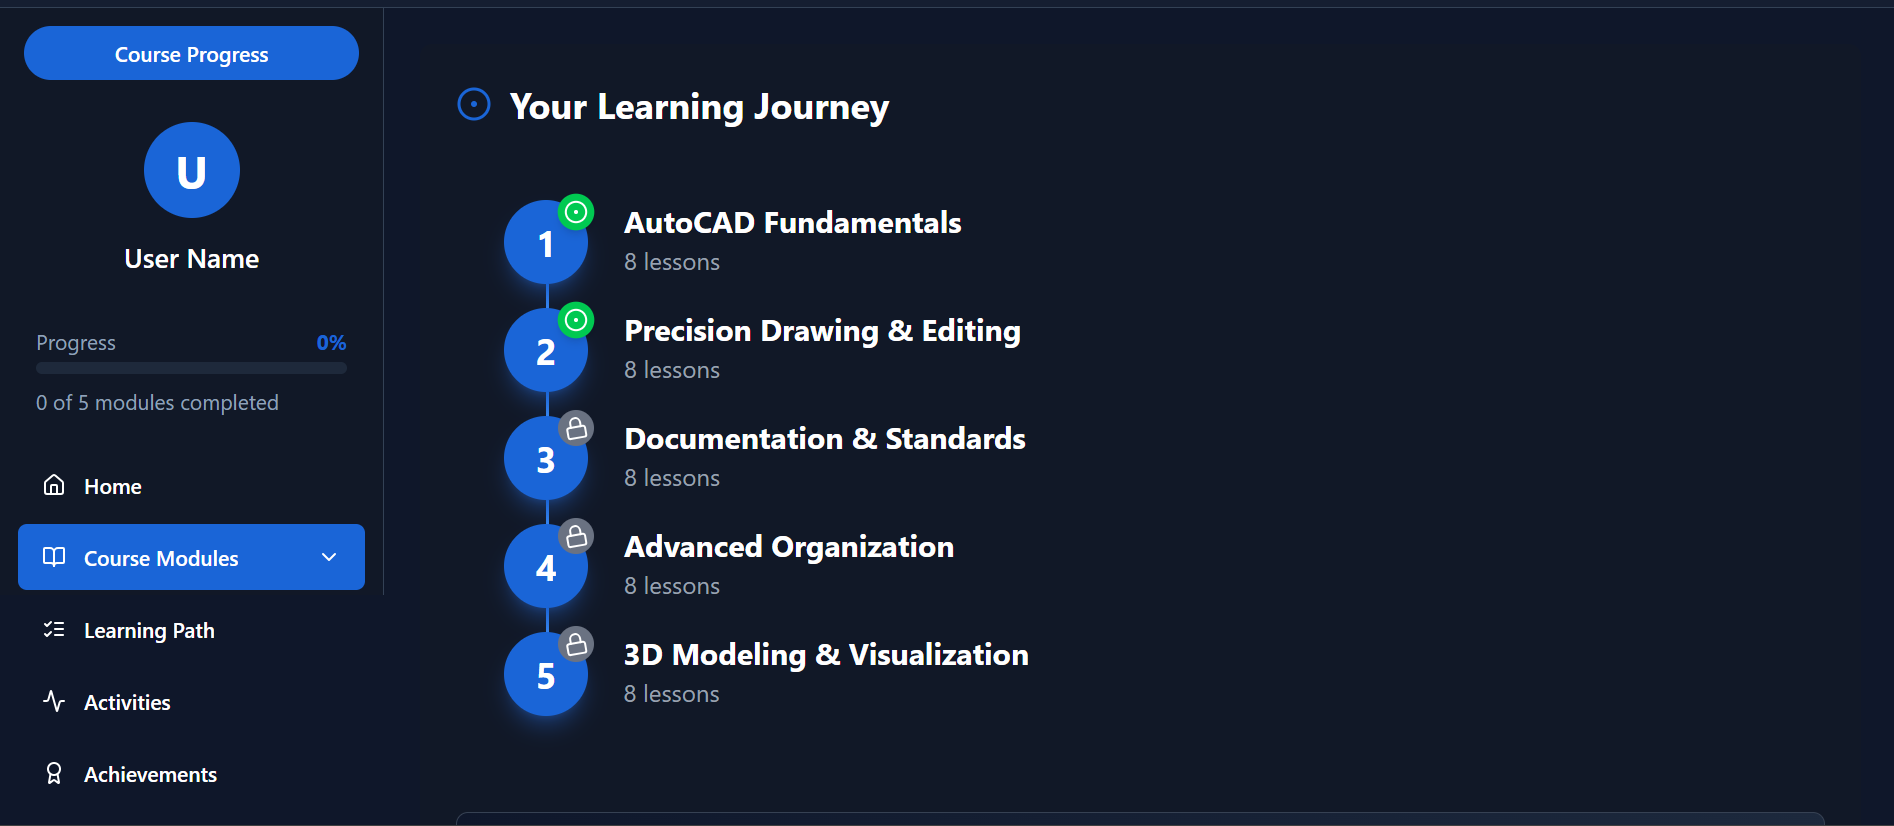 Course Progress
U
User Name
Progress 0%
0 of 5 modules completed
Home
Course Modules
Learning Path
Activities
Achievements
Your Learning Journey
1
AutoCAD Fundamentals
8 lessons
2
Precision Drawing & Editing
8 lessons
3
Documentation & Standards
8 lessons
4
Advanced Organization
8 lessons
5
3D Modeling & Visualization
8 lessons